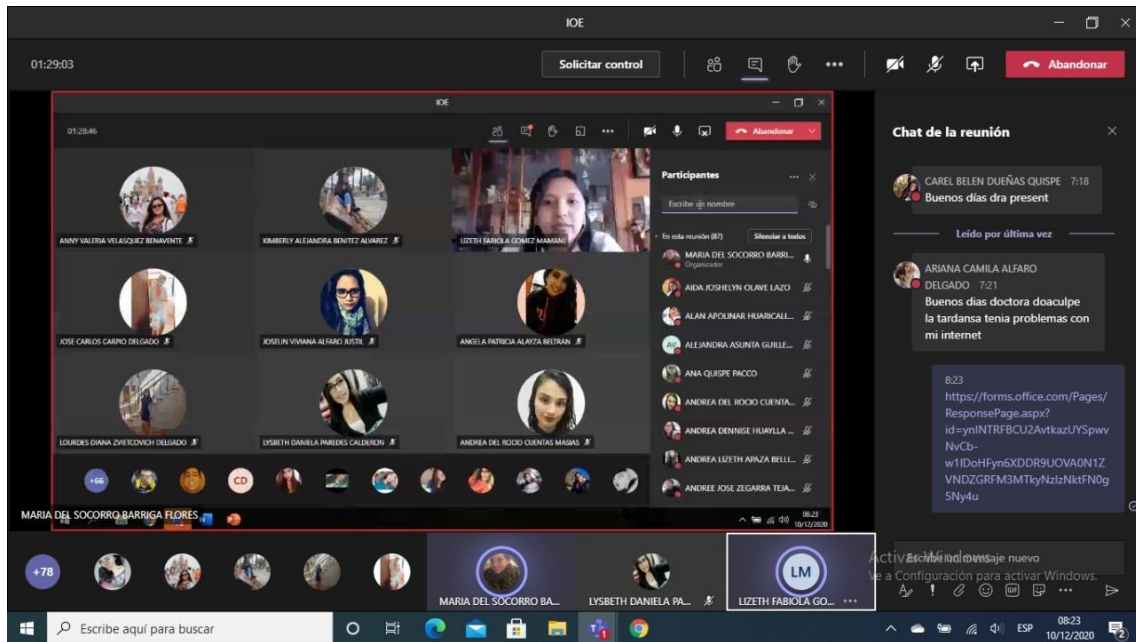 IOE
01:29:03
Solicitar control
Abandonar
IOE
01:28:46
Abandonar
ANNY VALERIA VELASQUEZ BENAVENTE
KIMBERLY ALEJANDRA BENITEZ ALVAREZ
LIZETH FABIOLA GOMEZ MAMANI
JOSE CARLOS CARPIO DELGADO
JOSELIN VIVIANA ALFARO JUSTIL
ANGELA PATRICIA ALAYZA BELTRAN
LOURDES DIANA ZVIETCOVICH DELGADO
LYSBETH DANIELA PAREDES CALDERON
ANDREA DEL ROCIO CUENTAS MASIAS
+66
CD
Participantes
Escribe un nombre
En esta reunión (87)
Silenciar a todos
MARIA DEL SOCORRO BARRI...
Organizador
AIDA JOSHELYN OLAVE LAZO
ALAN APOLINAR HUARICALL...
AV
ALEJANDRA ASUNTA GUILLE...
ANA QUISPE PACCO
ANDREA DEL ROCIO CUENTA...
ANDREA DENNISE HUAYLLA ...
ANDREA LIZETH APAZA BELLI...
ANDREE JOSE ZEGARRA TEJA...
08:23
10/12/2020
MARIA DEL SOCORRO BARRIGA FLORES
+78
MARIA DEL SOCORRO BA...
LYSBETH DANIELA PA...
LM
LIZETH FABIOLA GO...
Chat de la reunión
CAREL BELEN DUEÑAS QUISPE 7:18
Buenos días dra present
Leído por última vez
ARIANA CAMILA ALFARO
DELGADO 7:21
Buenos dias doctora doaculpe
la tardansa tenia problemas con
mi internet
8:23
https://forms.office.com/Pages/
ResponsePage.aspx?
id=ynINTRFBCU2AvtkazUYSpwv
NvCb-
w1IDoHFyn6XDDR9UOVA0N1Z
VNDZGRFM3MTkyNzIzNktFN0g
5Ny4u
Escribe un mensaje nuevo
Activar Windows
Ve a Configuración para activar Windows.
GIF
Escribe aquí para buscar
ESP
08:23
10/12/2020
2